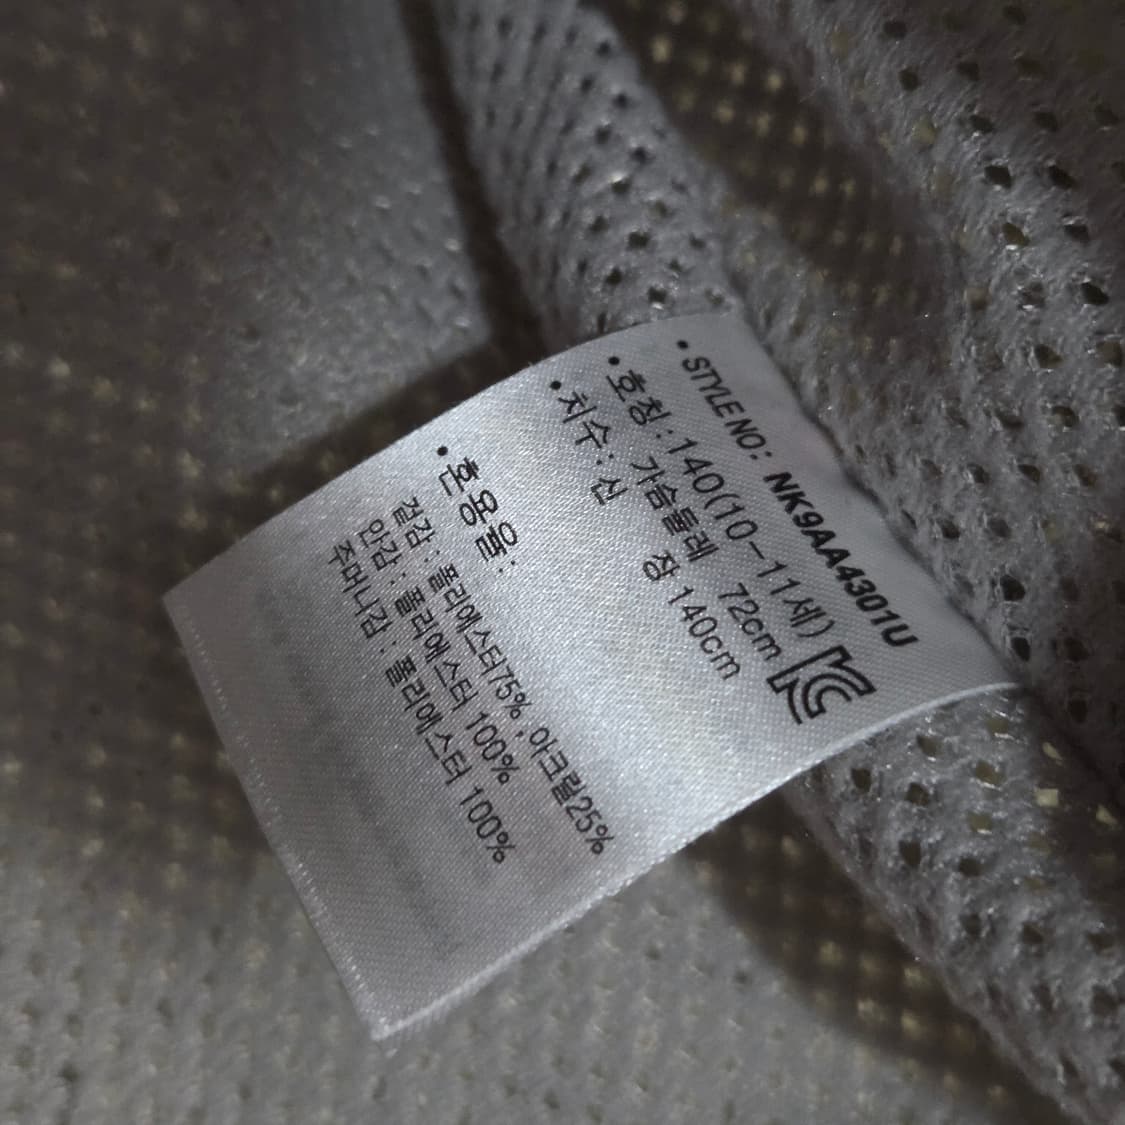 • STYLE NO: NK9AA4301U
• 호칭 : 140(10-11세)
• 치수 : 가슴둘레 72cm
신 장 140cm
KC
• 혼용율:
겉감 : 폴리에스터75%,아크릴25%
안감 : 폴리에스터 100%
주머니감 : 폴리에스터 100%